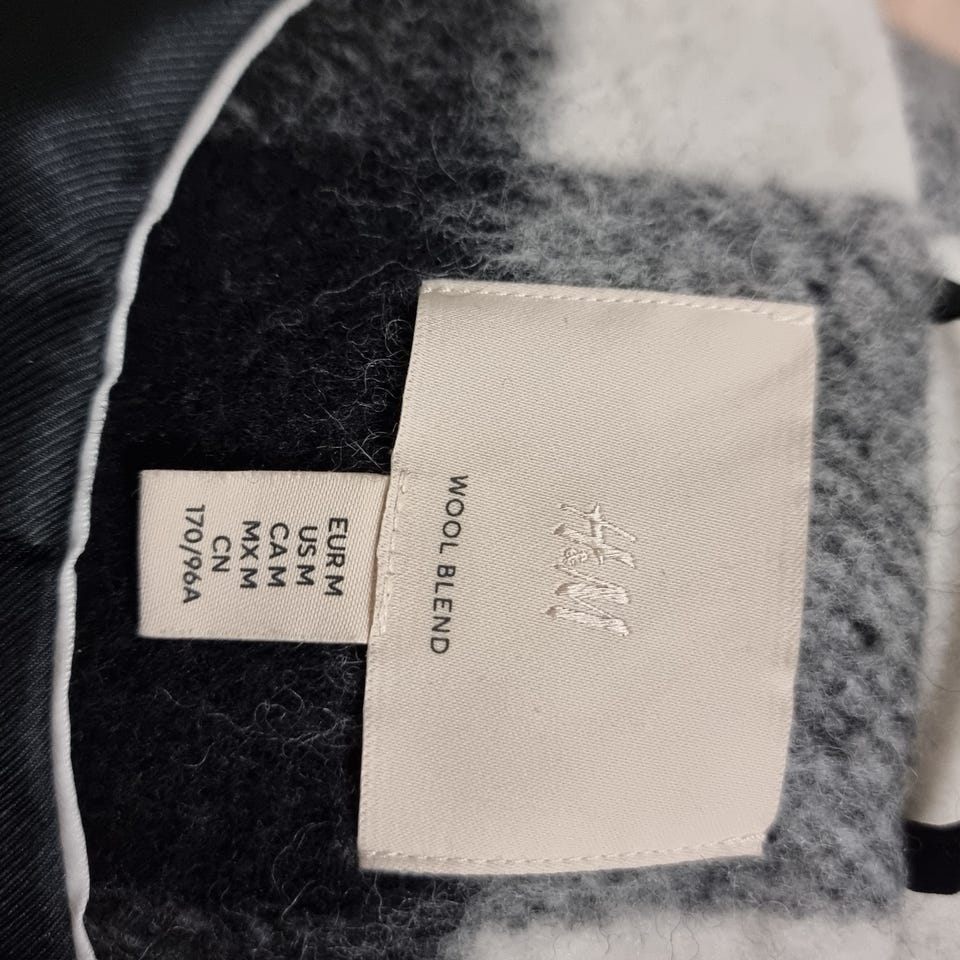 H&M
WOOL BLEND
EUR M
US M
CA M
MX M
CN
170/96A